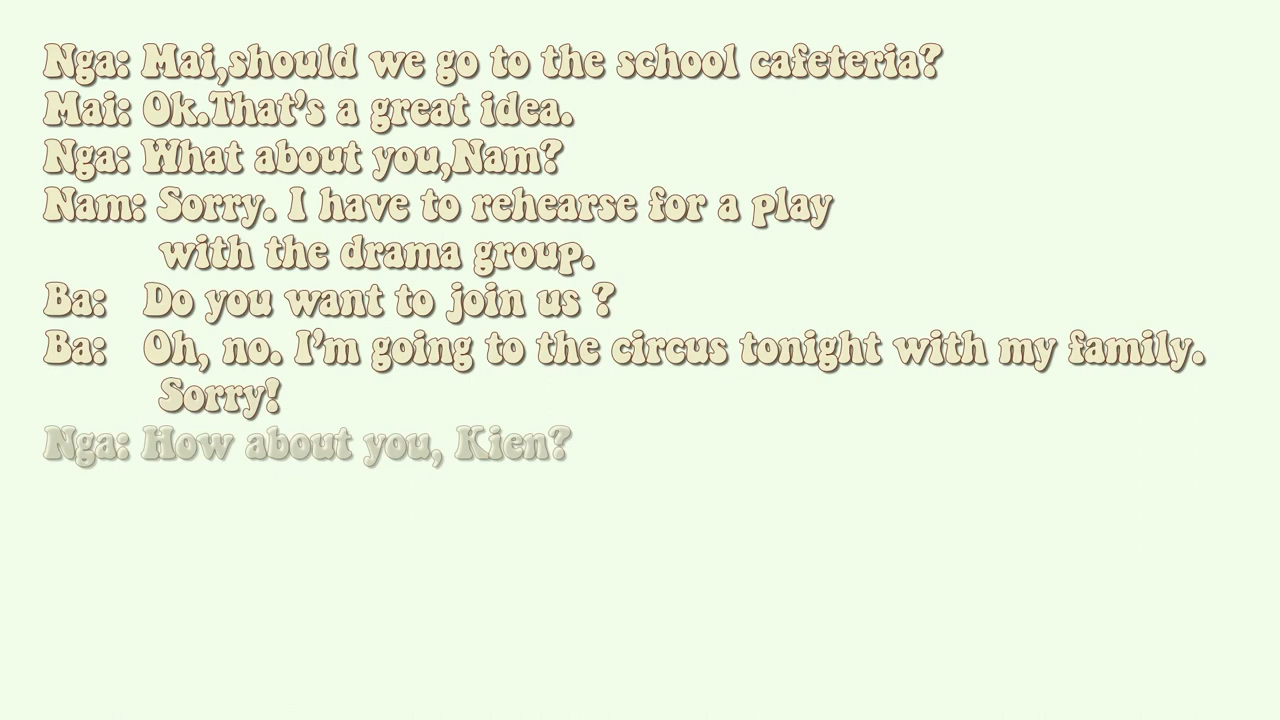 Nga: Mai,should we go to the school cafeteria?
Mai: Ok.That's a great idea.
Nga: What about you,Nam?
Nam: Sorry. I have to rehearse for a play
with the drama group.
Ba: Do you want to join us ?
Ba: Oh, no. I'm going to the circus tonight with my family.
Sorry!
Nga: How about you, Kien?